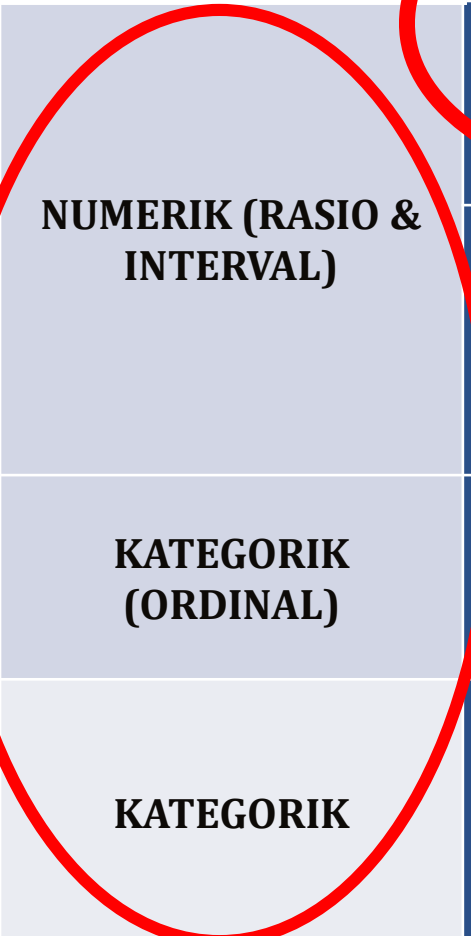 NUMERIK (RASIO &
INTERVAL)
KATEGORIK
(ORDINAL)
KATEGORIK